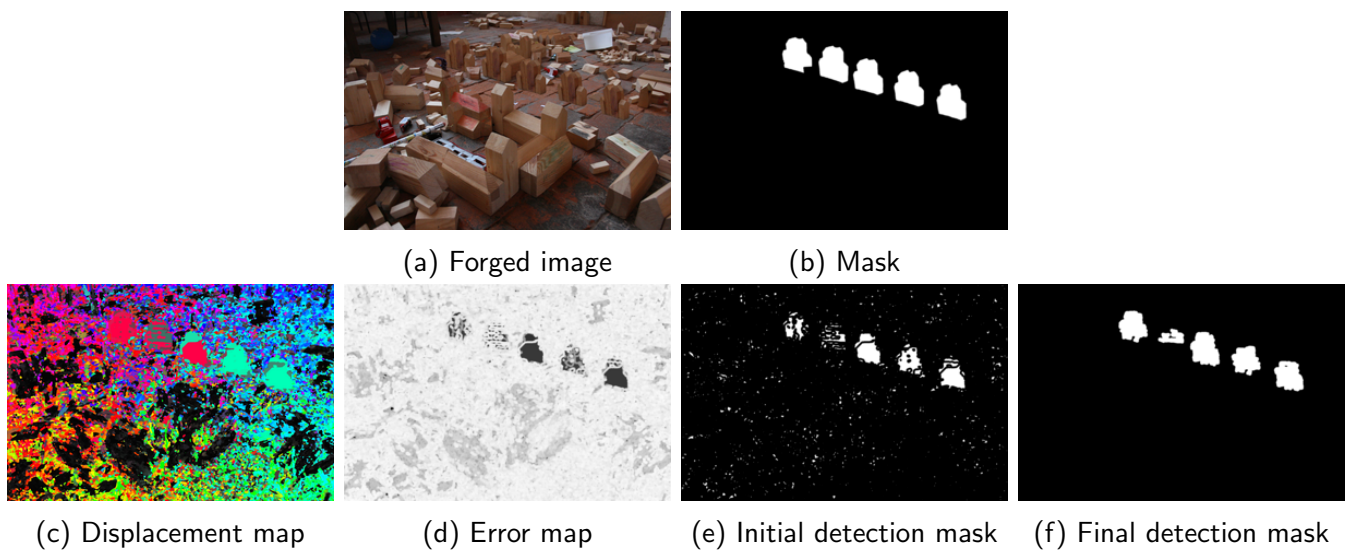 (a) Forged image
(b) Mask
(c) Displacement map
(d) Error map
(e) Initial detection mask
(f) Final detection mask